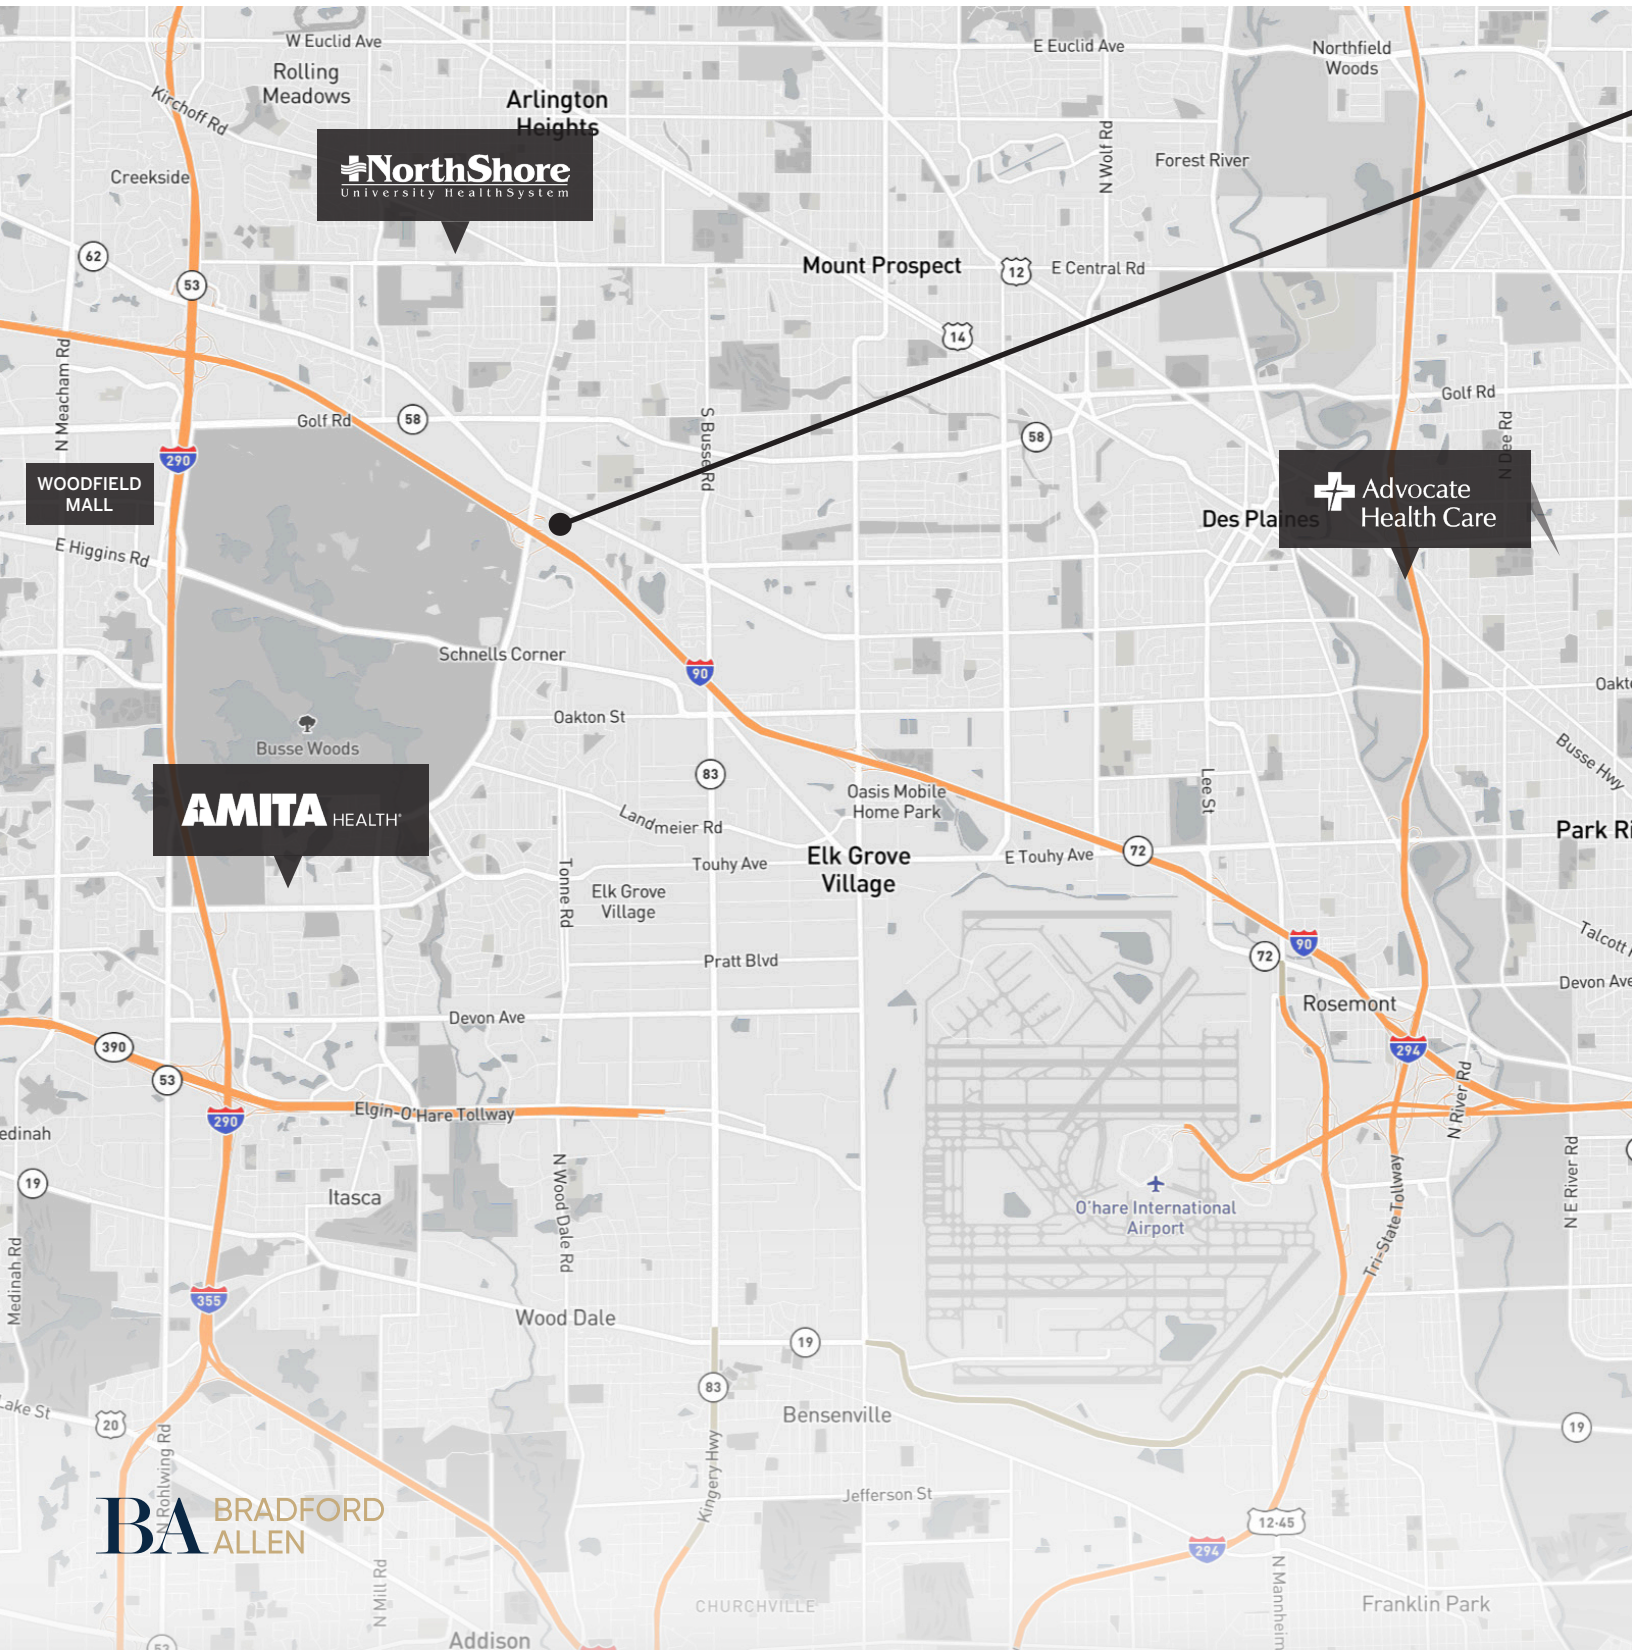 W Euclid Ave
E Euclid Ave
Northfield
Woods
Rolling
Meadows
Kirchoff Rd
Arlington
Heights
N Wolf Rd
Forest River
NorthShore
University HealthSystem
Creekside
62
53
Mount Prospect
12
E Central Rd
14
N Meacham Rd
Golf Rd
58
S Busse Rd
58
Golf Rd
N Dee Rd
290
WOODFIELD
MALL
Des Plaines
Advocate
Health Care
E Higgins Rd
Schnells Corner
90
Oakton St
Oakt
Busse Woods
Busse Hwy
83
Lee St
Oasis Mobile
Home Park
AMITA HEALTH
Landmeier Rd
Park Ri
Touhy Ave
Elk Grove
Village
E Touhy Ave
72
Tonne Rd
Elk Grove
Village
Talcott
90
72
Pratt Blvd
Devon Ave
Rosemont
Devon Ave
390
53
294
N River Rd
290
Elgin-O'Hare Tollway
edinah
19
Itasca
N Wood Dale Rd
O'hare International
Airport
Tri-State Tollway
N E River Rd
Medinah Rd
355
Wood Dale
19
83
Lake St
20
Bensenville
19
N Rohlwing Rd
Kingery Hwy
Jefferson St
BA BRADFORD
ALLEN
12-45
294
N Mill Rd
N Mannheim
CHURCHVILLE
Franklin Park
53
Addison